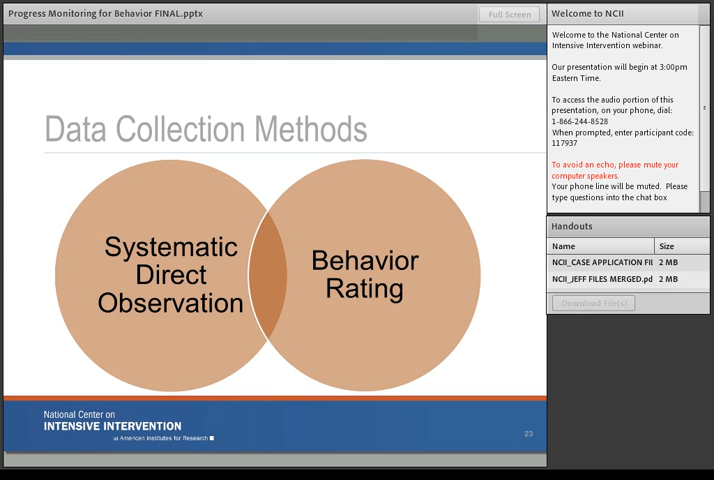 Progress Monitoring for Behavior FINAL.pptx
Full Screen
Data Collection Methods
Systematic
Direct
Observation
Behavior
Rating
National Center on
INTENSIVE INTERVENTION
at American Institutes for Research
23
Welcome to NCII
Welcome to the National Center on
Intensive Intervention webinar.
Our presentation will begin at 3:00pm
Eastern Time.
To access the audio portion of this
presentation, on your phone, dial:
1-866-244-8528
When prompted, enter participant code:
117937
To avoid an echo, please mute your
computer speakers.
Your phone line will be muted. Please
type questions into the chat box
Handouts
Name Size
NCII_CASE APPLICATION FIL 2 MB
NCII_JEFF FILES MERGED.pd 2 MB
Download File(s)